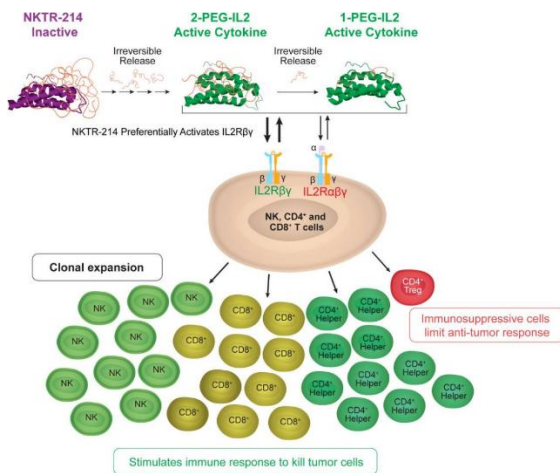 NKTR-214
Inactive
2-PEG-IL2
Active Cytokine
1-PEG-IL2
Active Cytokine
Irreversible
Release
Irreversible
Release
NKTR-214 Preferentially Activates IL2Rβγ
α
β
γ
β
γ
IL2Rβγ
IL2Rαβγ
NK, CD4⁺ and
CD8⁺ T cells
Clonal expansion
CD4⁺
Treg
Immunosuppressive cells
limit anti-tumor response
NK
NK
NK
NK
NK
NK
NK
NK
NK
NK
NK
CD8⁺
CD8⁺
CD8⁺
CD8⁺
CD8⁺
CD8⁺
CD8⁺
CD8⁺
CD8⁺
CD8⁺
CD8⁺
CD8⁺
CD4⁺
Helper
CD4⁺
Helper
CD4⁺
Helper
CD4⁺
Helper
CD4⁺
Helper
CD4⁺
Helper
CD4⁺
Helper
CD4⁺
Helper
CD4⁺
Helper
CD4⁺
Helper
CD4⁺
Helper
CD4⁺
Helper
Stimulates immune response to kill tumor cells